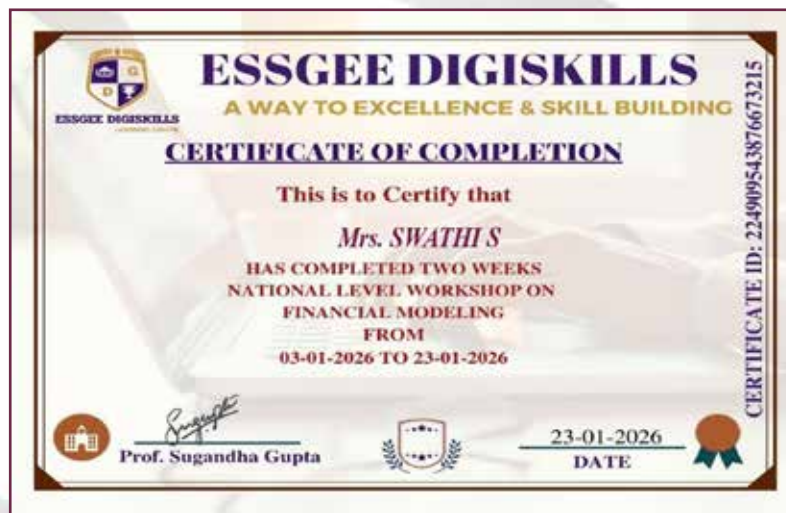 ESSGEE DIGISKILLS
A WAY TO EXCELLENCE & SKILL BUILDING
G
D
ESSGEE DIGISKILLS
CERTIFICATE OF COMPLETION
This is to Certify that
Mrs. SWATHI S
HAS COMPLETED TWO WEEKS
NATIONAL LEVEL WORKSHOP ON
FINANCIAL MODELING
FROM
03-01-2026 TO 23-01-2026
Prof. Sugandha Gupta
23-01-2026
DATE
CERTIFICATE ID: 224909543876673215